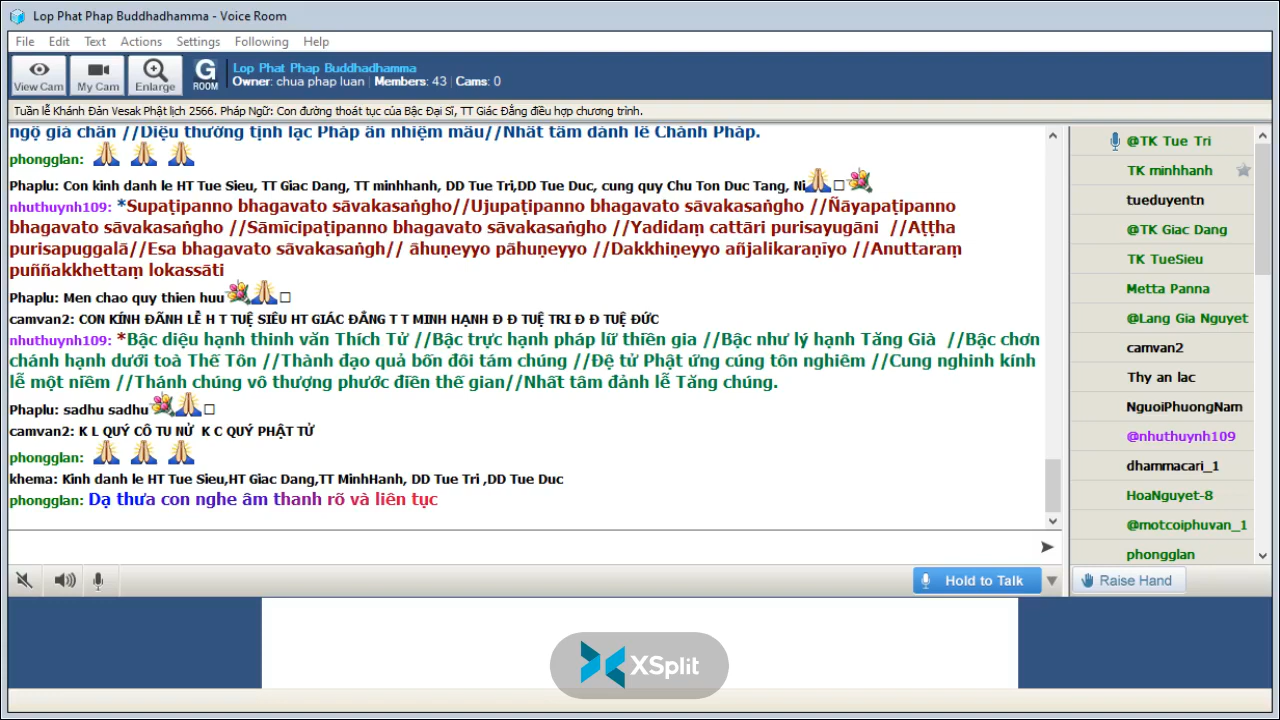 Lop Phat Phap Buddhadhamma - Voice Room
File Edit Text Actions Settings Following Help
View Cam My Cam Enlarge G ROOM
Lop Phat Phap Buddhadhamma
Owner: chua phap luan | Members: 43 | Cams: 0
Tuần lễ Khánh Đản Vesak Phật lịch 2566. Pháp Ngữ: Con đường thoát tục của Bậc Đại Sĩ, TT Giác Đẳng điều hợp chương trình.
ngộ giả chân //Diệu thường tịnh lạc Pháp ân nhiệm mầu//Nhất tâm đảnh lễ Chánh Pháp.
phongglan:
Phaplu: Con kinh danh le HT Tue Sieu, TT Giac Dang, TT minhhanh, DD Tue Tri,DD Tue Duc, cung quy Chu Ton Duc Tang, Ni
nhuthuynh109: *Supaṭipanno bhagavato sāvakasaṅgho//Ujupaṭipanno bhagavato sāvakasaṅgho //Ñāyapaṭipanno
bhagavato sāvakasaṅgho //Sāmīcipaṭipanno bhagavato sāvakasaṅgho //Yadidaṃ cattāri purisayugāni //Aṭṭha
purisapuggalā//Esa bhagavato sāvakasaṅgh// āhuṇeyyo pāhuṇeyyo //Dakkhiṇeyyo añjalikaraṇīyo //Anuttaraṃ
puññakkhettaṃ lokassāti
Phaplu: Men chao quy thien huu
camvan2: CON KÍNH ĐÃNH LỄ H T TUỆ SIÊU HT GIÁC ĐẲNG T T MINH HẠNH Đ Đ TUỆ TRI Đ Đ TUỆ ĐỨC
nhuthuynh109: *Bậc diệu hạnh thinh văn Thích Tử //Bậc trực hạnh pháp lữ thiền gia //Bậc như lý hạnh Tăng Già //Bậc chơn
chánh hạnh dưới toà Thế Tôn //Thành đạo quả bốn đôi tám chúng //Đệ tử Phật ứng cúng tôn nghiêm //Cung nghinh kính
lễ một niềm //Thánh chúng vô thượng phước điền thế gian//Nhất tâm đảnh lễ Tăng chúng.
Phaplu: sadhu sadhu
camvan2: K L QUÝ CÔ TU NỬ K C QUÝ PHẬT TỬ
phongglan:
khema: Kinh danh le HT Tue Sieu,HT Giac Dang,TT MinhHanh, DD Tue Tri ,DD Tue Duc
phongglan: Dạ thưa con nghe âm thanh rõ và liên tục
Hold to Talk
@TK Tue Tri
TK minhhanh
tueduyentn
@TK Giac Dang
TK TueSieu
Metta Panna
@Lang Gia Nguyet
camvan2
Thy an lac
NguoiPhuongNam
@nhuthuynh109
dhammacari_1
HoaNguyet-8
@motcoiphuvan_1
phongglan
Raise Hand
XSplit